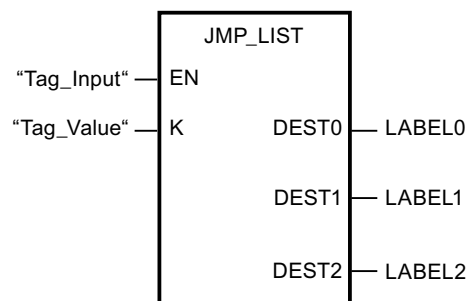 JMP_LIST
“Tag_Input“ EN
“Tag_Value“ K DEST0 LABEL0
DEST1 LABEL1
DEST2 LABEL2